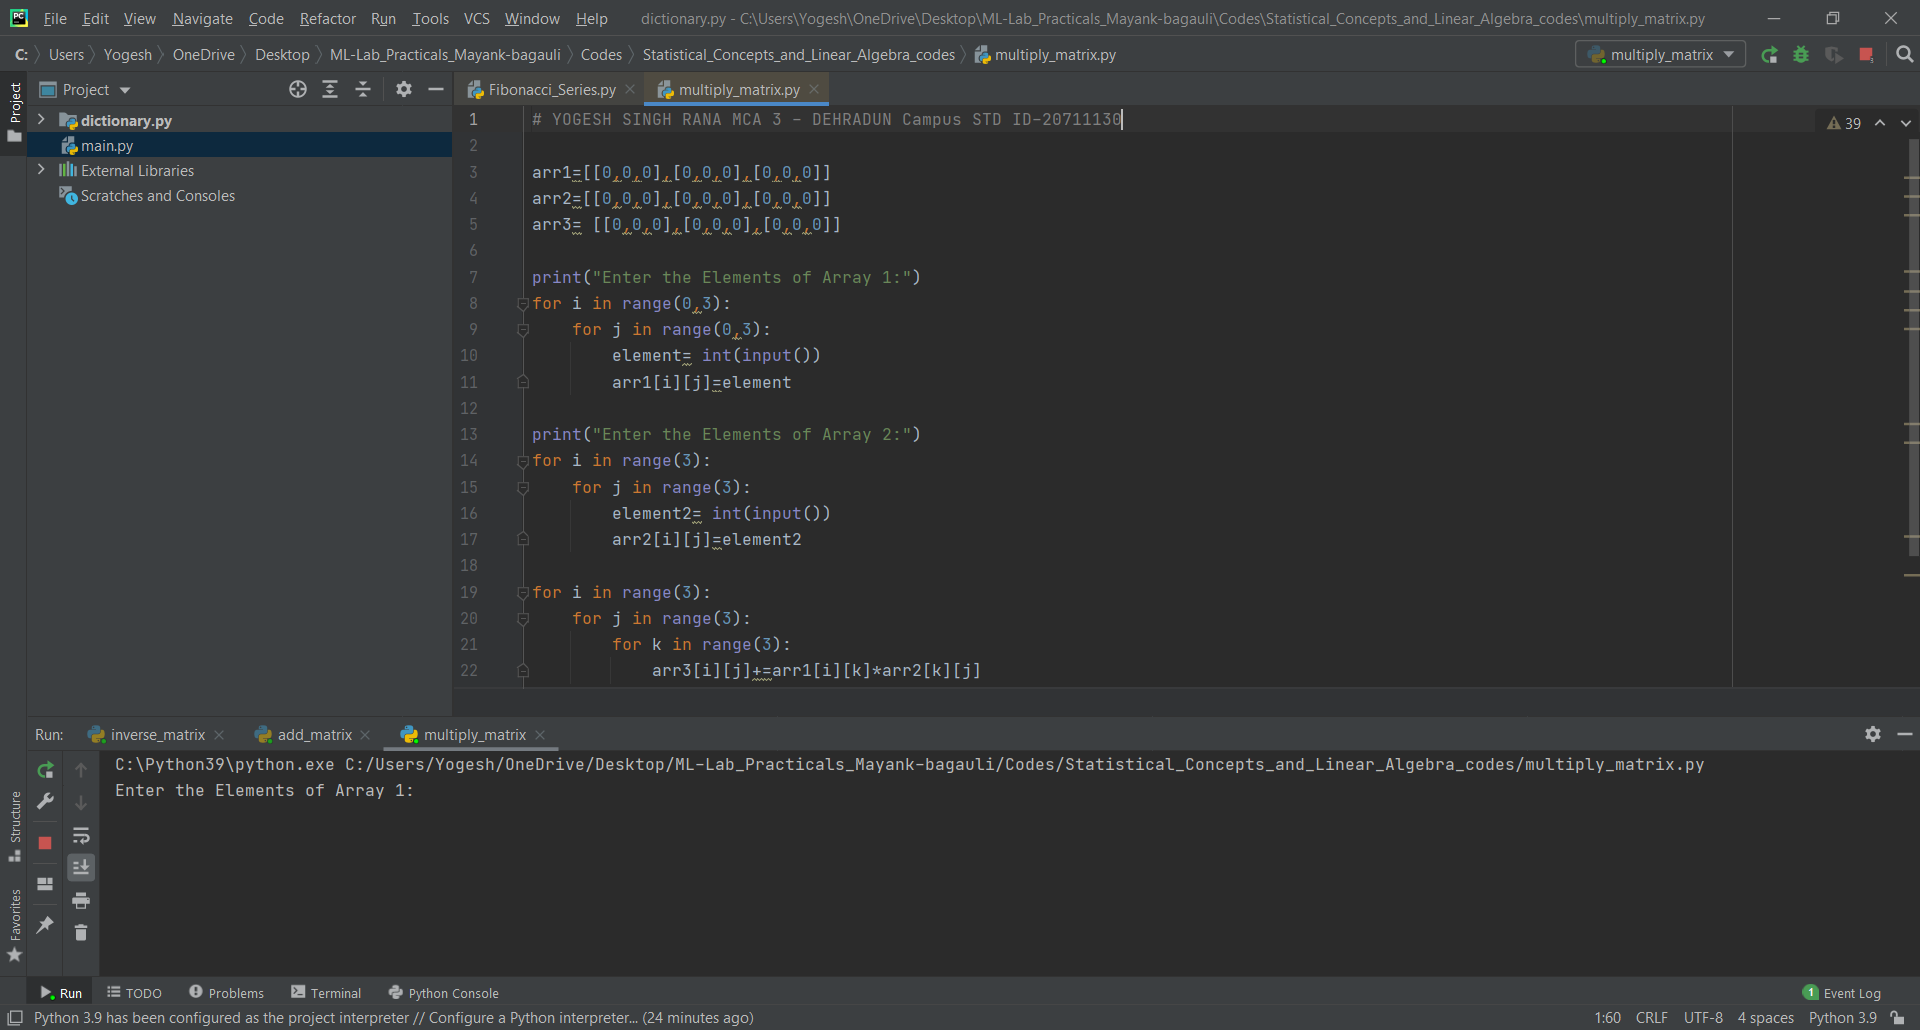 File Edit View Navigate Code Refactor Run Tools VCS Window Help dictionary.py - C:\Users\Yogesh\OneDrive\Desktop\ML-Lab_Practicals_Mayank-bagauli\Codes\Statistical_Concepts_and_Linear_Algebra_codes\multiply_matrix.py
C: Users Yogesh OneDrive Desktop ML-Lab_Practicals_Mayank-bagauli Codes Statistical_Concepts_and_Linear_Algebra_codes multiply_matrix.py multiply_matrix
Project
Project
dictionary.py
main.py
External Libraries
Scratches and Consoles
Fibonacci_Series.py multiply_matrix.py
39
1 # YOGESH SINGH RANA MCA 3 - DEHRADUN Campus STD ID-20711130
2
3 arr1=[[0,0,0],[0,0,0],[0,0,0]]
4 arr2=[[0,0,0],[0,0,0],[0,0,0]]
5 arr3= [[0,0,0],[0,0,0],[0,0,0]]
6
7 print("Enter the Elements of Array 1:")
8 for i in range(0,3):
9     for j in range(0,3):
10         element= int(input())
11         arr1[i][j]=element
12
13 print("Enter the Elements of Array 2:")
14 for i in range(3):
15     for j in range(3):
16         element2= int(input())
17         arr2[i][j]=element2
18
19 for i in range(3):
20     for j in range(3):
21         for k in range(3):
22             arr3[i][j]+=arr1[i][k]*arr2[k][j]
Run: inverse_matrix add_matrix multiply_matrix
C:\Python39\python.exe C:/Users/Yogesh/OneDrive/Desktop/ML-Lab_Practicals_Mayank-bagauli/Codes/Statistical_Concepts_and_Linear_Algebra_codes/multiply_matrix.py
Enter the Elements of Array 1:
Structure
Favorites
Run TODO Problems Terminal Python Console 1 Event Log
Python 3.9 has been configured as the project interpreter // Configure a Python interpreter... (24 minutes ago) 1:60 CRLF UTF-8 4 spaces Python 3.9